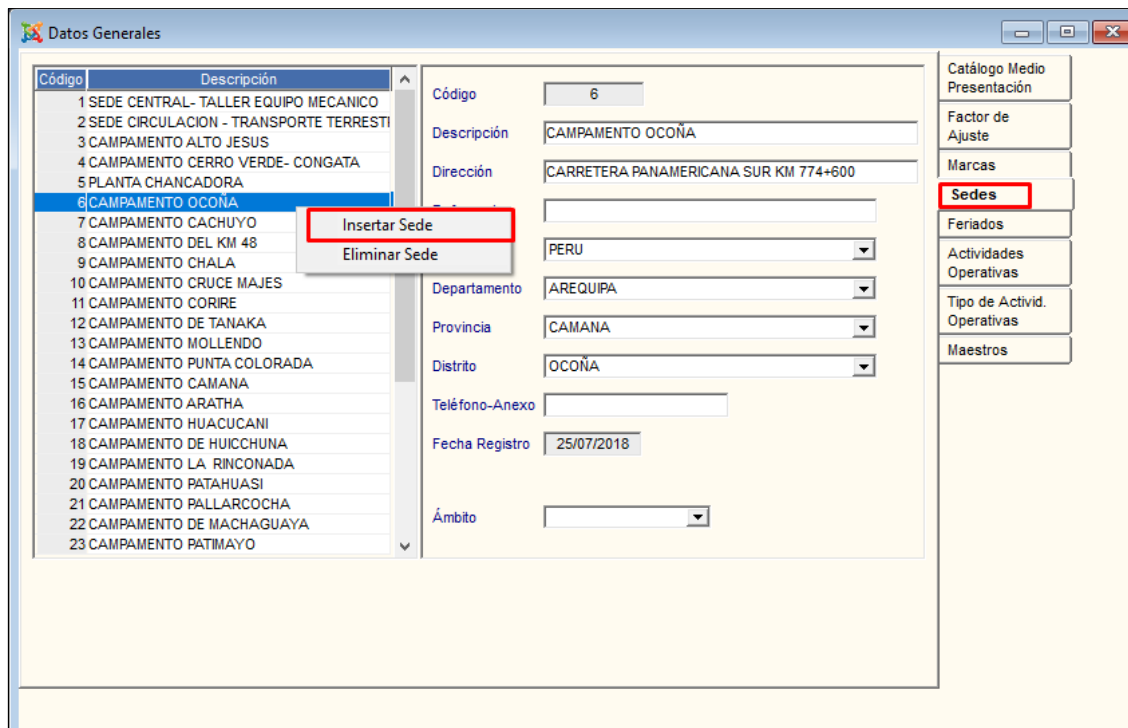 Datos Generales
Código Descripción
1 SEDE CENTRAL- TALLER EQUIPO MECANICO
2 SEDE CIRCULACION - TRANSPORTE
3 CAMPAMENTO ALTO JESUS
4 CAMPAMENTO CERRO VERDE- CONGATA
5 PLANTA CHANCADORA
6 CAMPAMENTO OCOÑA
7 CAMPAMENTO CACHUYO
8 CAMPAMENTO DEL KM 48
9 CAMPAMENTO CHALA
10 CAMPAMENTO CRUCE MAJES
11 CAMPAMENTO CORIRE
12 CAMPAMENTO DE TANAKA
13 CAMPAMENTO MOLLENDO
14 CAMPAMENTO PUNTA COLORADA
15 CAMPAMENTO CAMANA
16 CAMPAMENTO ARATHA
17 CAMPAMENTO HUACUCANI
18 CAMPAMENTO DE HUICCHUNA
19 CAMPAMENTO LA RINCONADA
20 CAMPAMENTO PATAHUASI
21 CAMPAMENTO PALLARCOCHA
22 CAMPAMENTO DE MACHAGUAYA
23 CAMPAMENTO PATIMAYO
Insertar Sede
Eliminar Sede
Código 6
Descripción CAMPAMENTO OCOÑA
Dirección CARRETERA PANAMERICANA SUR KM 774+600
PERU
Departamento AREQUIPA
Provincia CAMANA
Distrito OCOÑA
Teléfono-Anexo
Fecha Registro 25/07/2018
Ámbito
Catálogo Medio
Presentación
Factor de
Ajuste
Marcas
Sedes
Feriados
Actividades
Operativas
Tipo de Activid.
Operativas
Maestros